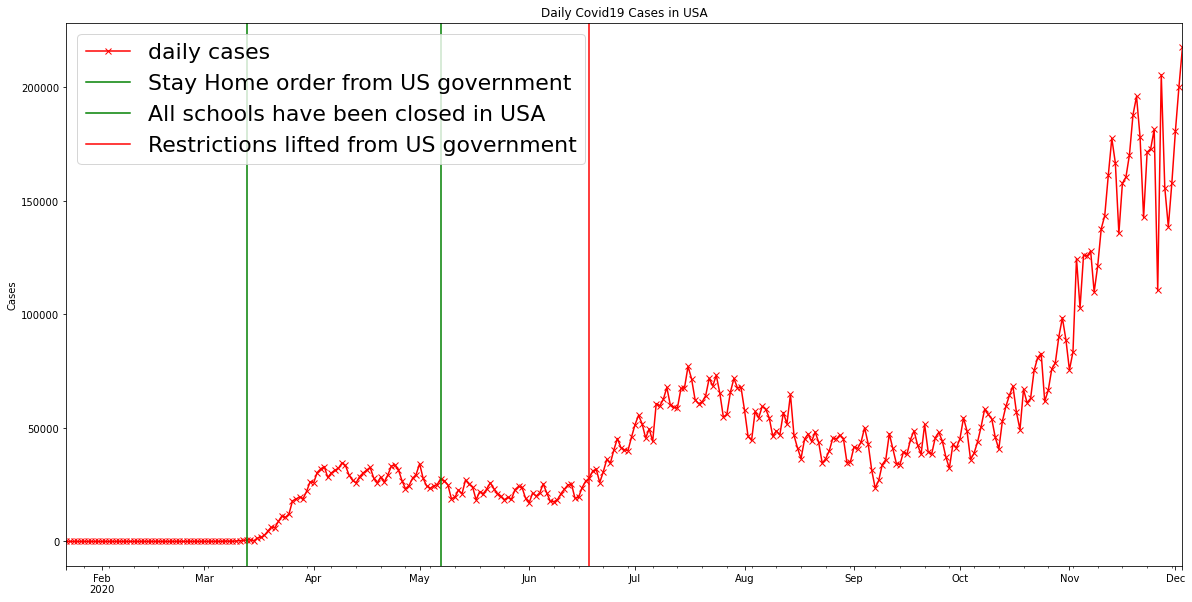 Daily Covid19 Cases in USA
daily cases
Stay Home order from US government
All schools have been closed in USA
Restrictions lifted from US government
Cases
200000
150000
100000
50000
0
Feb
2020
Mar
Apr
May
Jun
Jul
Aug
Sep
Oct
Nov
Dec